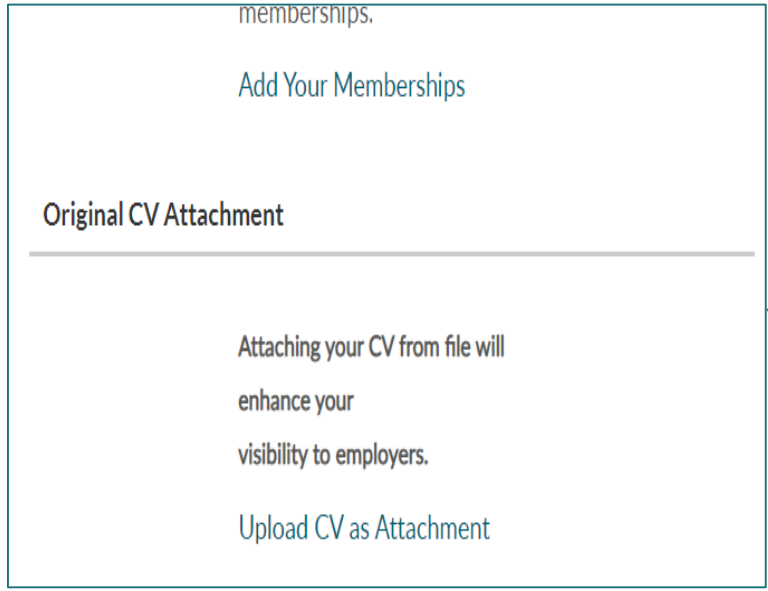 memberships.
Add Your Memberships
Original CV Attachment
Attaching your CV from file will
enhance your
visibility to employers.
Upload CV as Attachment